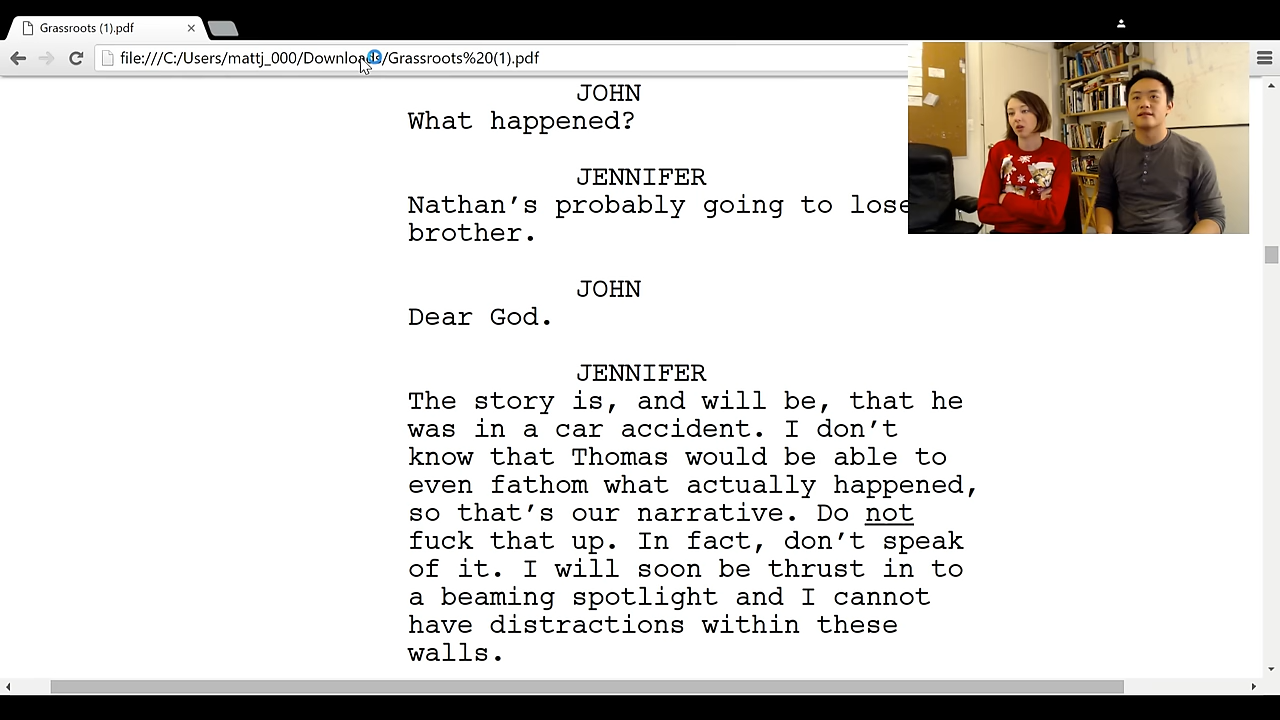 Grassroots (1).pdf
file:///C:/Users/mattj_000/Downloads/Grassroots%20(1).pdf
JOHN
What happened?
JENNIFER
Nathan’s probably going to lose
brother.
JOHN
Dear God.
JENNIFER
The story is, and will be, that he
was in a car accident. I don’t
know that Thomas would be able to
even fathom what actually happened,
so that’s our narrative. Do not
fuck that up. In fact, don’t speak
of it. I will soon be thrust in to
a beaming spotlight and I cannot
have distractions within these
walls.